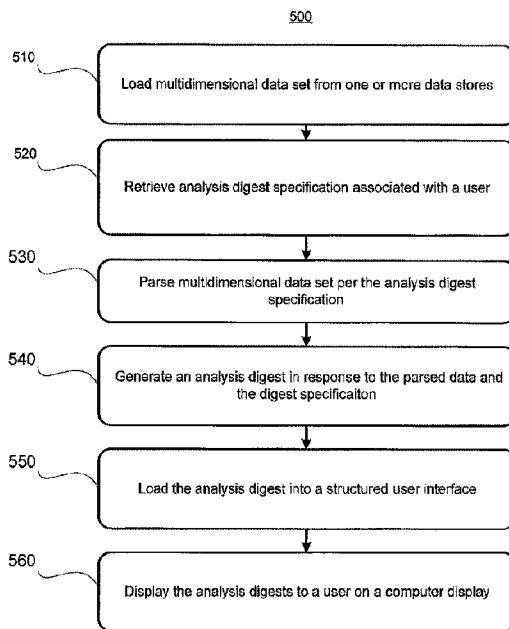 500
510
Load multidimensional data set from one or more data stores
520
Retrieve analysis digest specification associated with a user
530
Parse multidimensional data set per the analysis digest
specification
540
Generate an analysis digest in response to the parsed data and
the digest specificaiton
550
Load the analysis digest into a structured user interface
560
Display the analysis digests to a user on a computer display